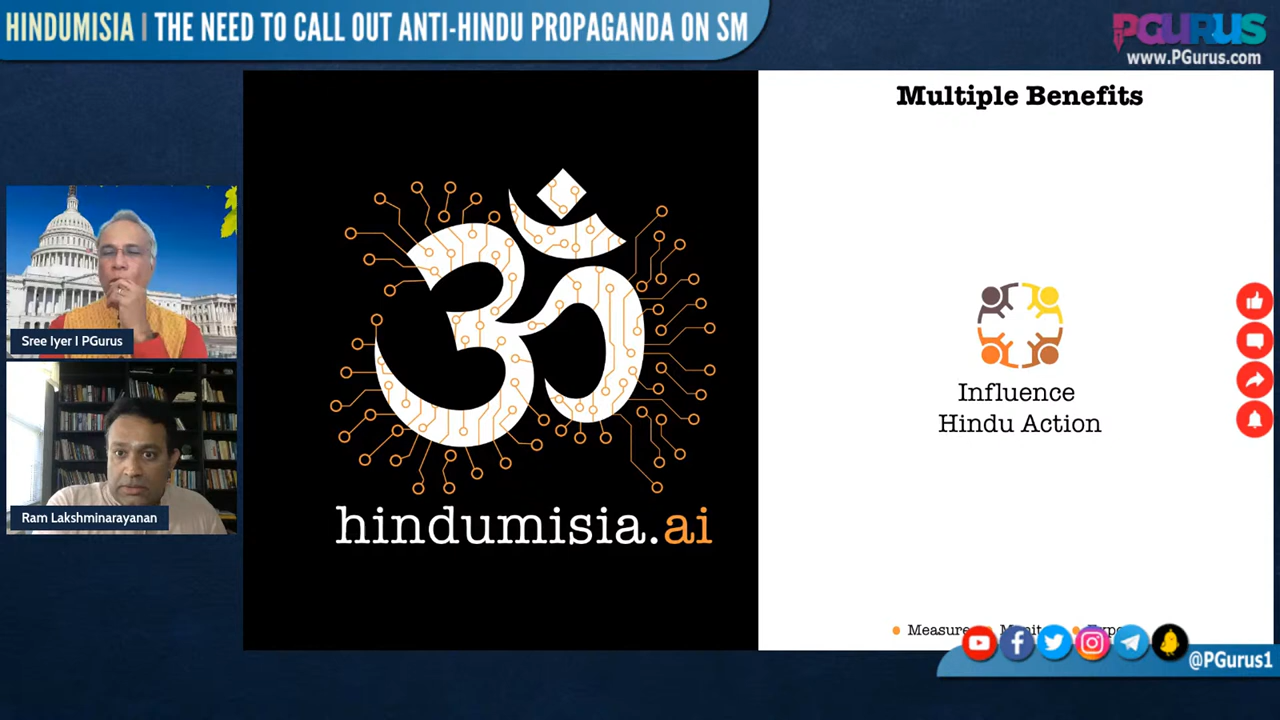 HINDUMISIA | THE NEED TO CALL OUT ANTI-HINDU PROPAGANDA ON SM
PGURUS
www.PGurus.com
Multiple Benefits
Sree Iyer I PGurus
Influence
Hindu Action
Ram Lakshminarayanan
hindumisia.ai
Measure
@PGurus1